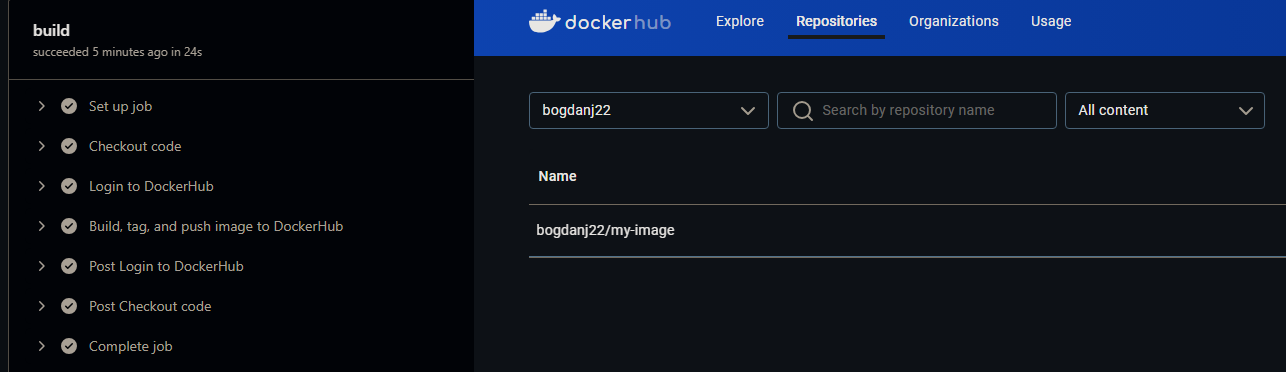 build
succeeded 5 minutes ago in 24s
Set up job
Checkout code
Login to DockerHub
Build, tag, and push image to DockerHub
Post Login to DockerHub
Post Checkout code
Complete job
dockerhub Explore Repositories Organizations Usage
bogdanj22 Search by repository name All content
Name
bogdanj22/my-image